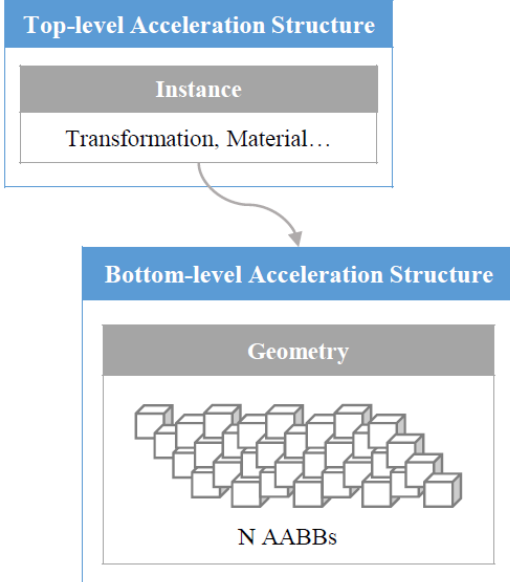 Top-level Acceleration Structure
Instance
Transformation, Material…
Bottom-level Acceleration Structure
Geometry
N AABBs